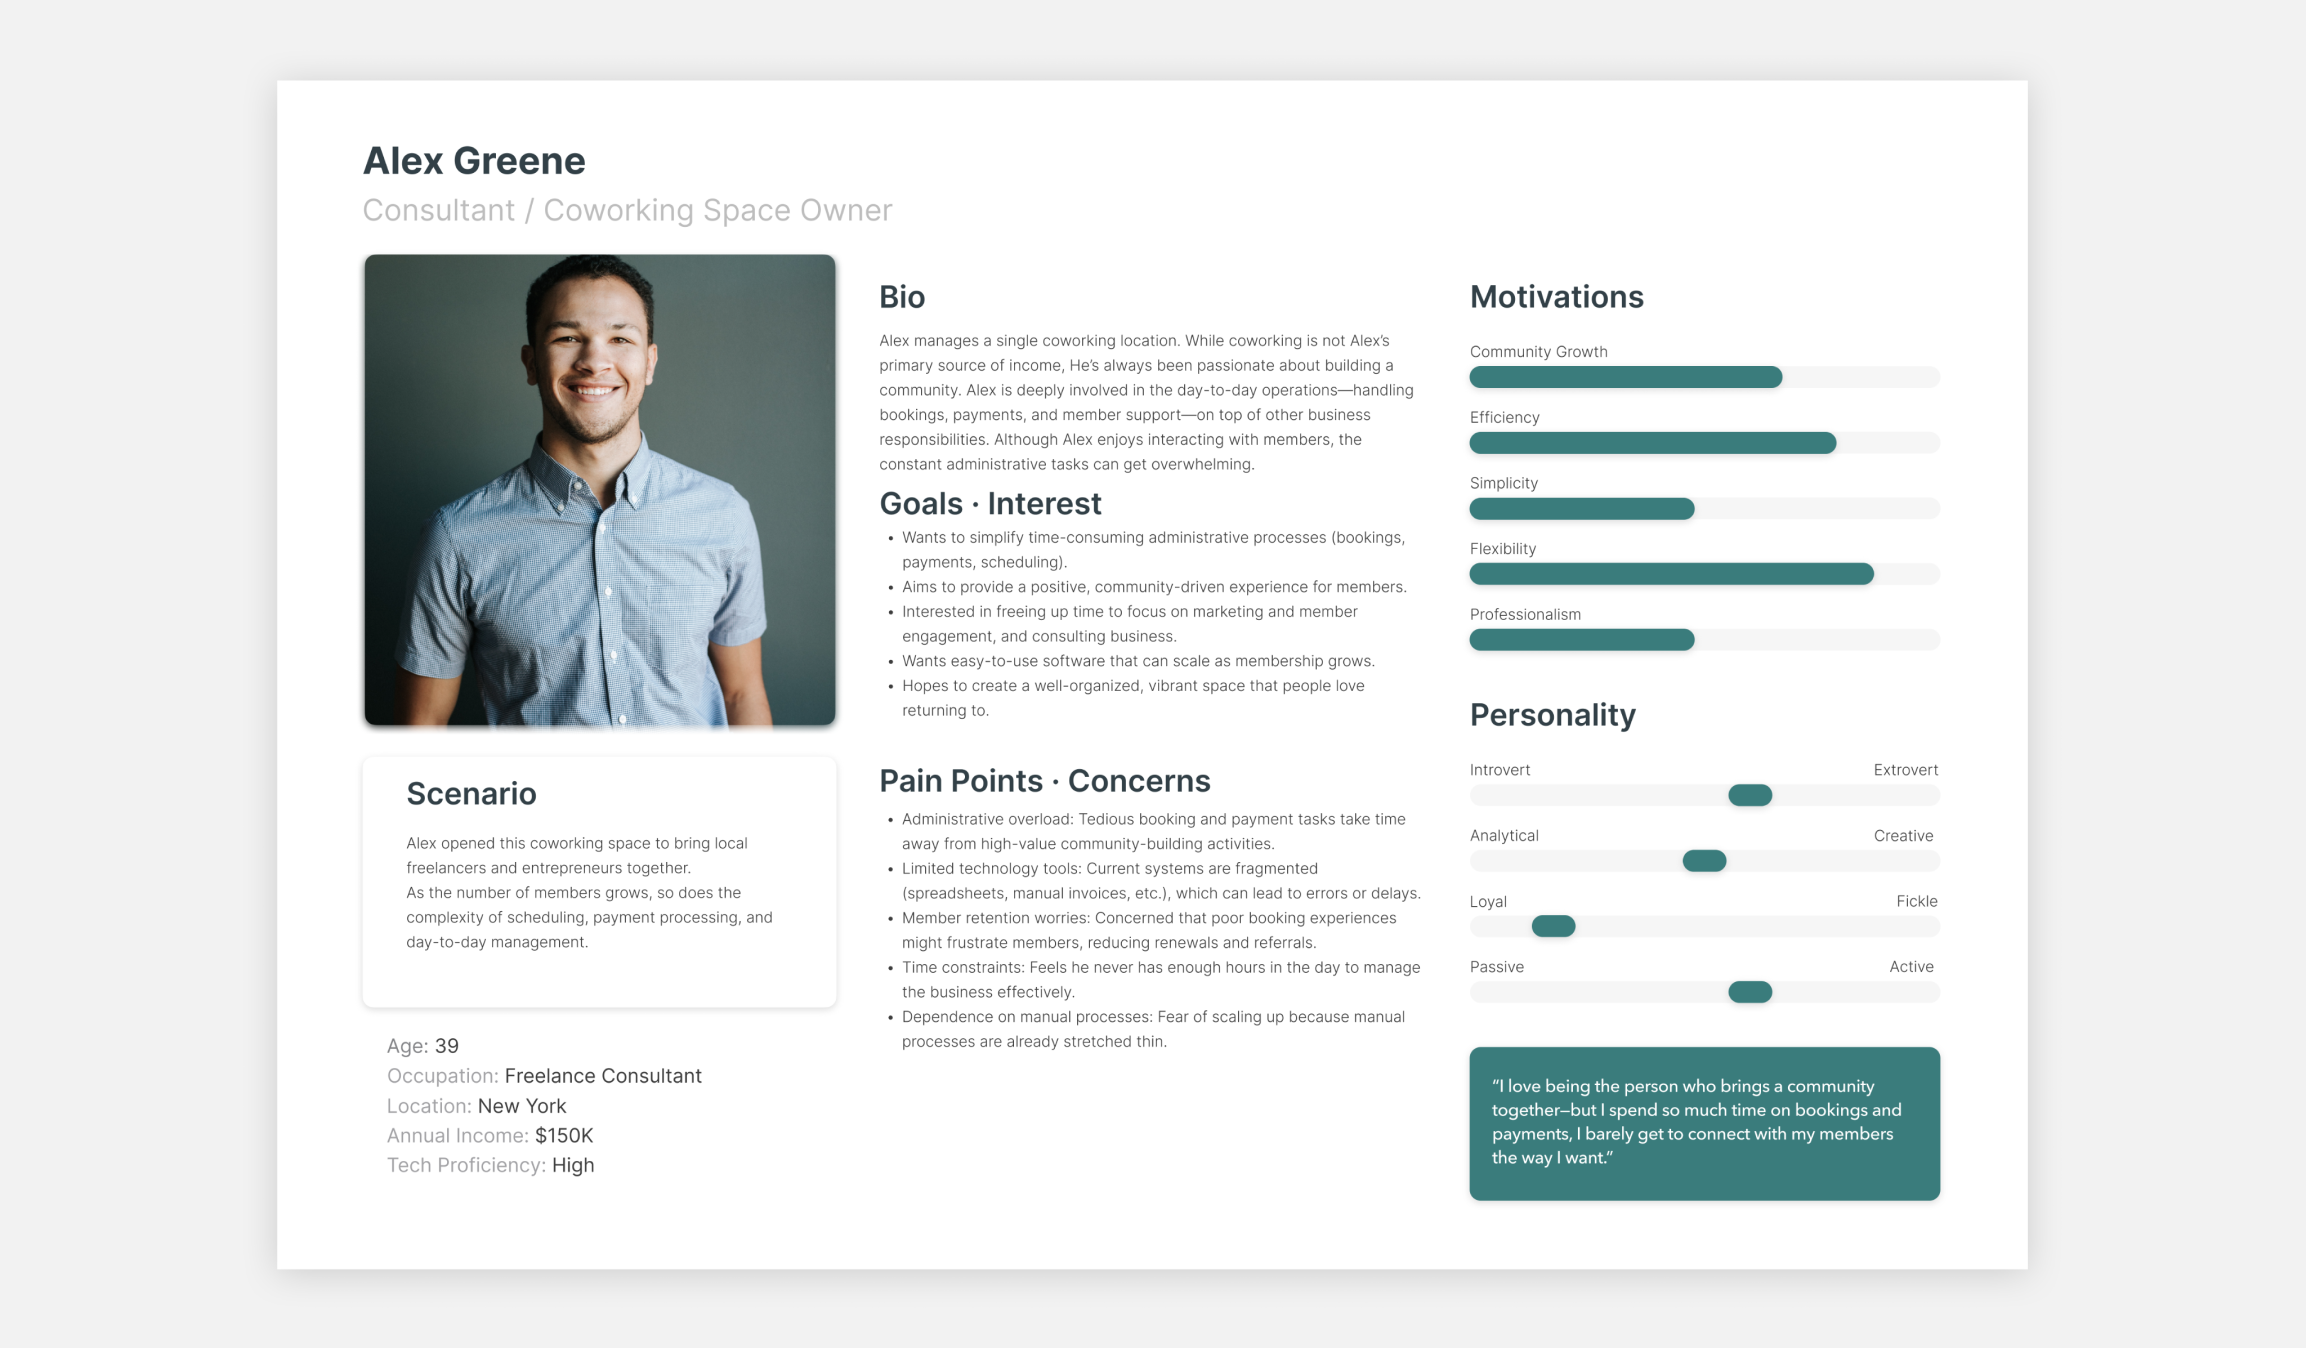 Alex Greene
Consultant / Coworking Space Owner
Scenario
Alex opened this coworking space to bring local
freelancers and entrepreneurs together.
As the number of members grows, so does the
complexity of scheduling, payment processing, and
day-to-day management.
Age: 39
Occupation: Freelance Consultant
Location: New York
Annual Income: $150K
Tech Proficiency: High
Bio
Alex manages a single coworking location. While coworking is not Alex’s
primary source of income, He’s always been passionate about building a
community. Alex is deeply involved in the day-to-day operations—handling
bookings, payments, and member support—on top of other business
responsibilities. Although Alex enjoys interacting with members, the
constant administrative tasks can get overwhelming.
Goals · Interest
• Wants to simplify time-consuming administrative processes (bookings,
payments, scheduling).
• Aims to provide a positive, community-driven experience for members.
• Interested in freeing up time to focus on marketing and member
engagement, and consulting business.
• Wants easy-to-use software that can scale as membership grows.
• Hopes to create a well-organized, vibrant space that people love
returning to.
Pain Points · Concerns
• Administrative overload: Tedious booking and payment tasks take time
away from high-value community-building activities.
• Limited technology tools: Current systems are fragmented
(spreadsheets, manual invoices, etc.), which can lead to errors or delays.
• Member retention worries: Concerned that poor booking experiences
might frustrate members, reducing renewals and referrals.
• Time constraints: Feels he never has enough hours in the day to manage
the business effectively.
• Dependence on manual processes: Fear of scaling up because manual
processes are already stretched thin.
Motivations
Community Growth
Efficiency
Simplicity
Flexibility
Professionalism
Personality
Introvert Extrovert
Analytical Creative
Loyal Fickle
Passive Active
“I love being the person who brings a community
together—but I spend so much time on bookings and
payments, I barely get to connect with my members
the way I want.”